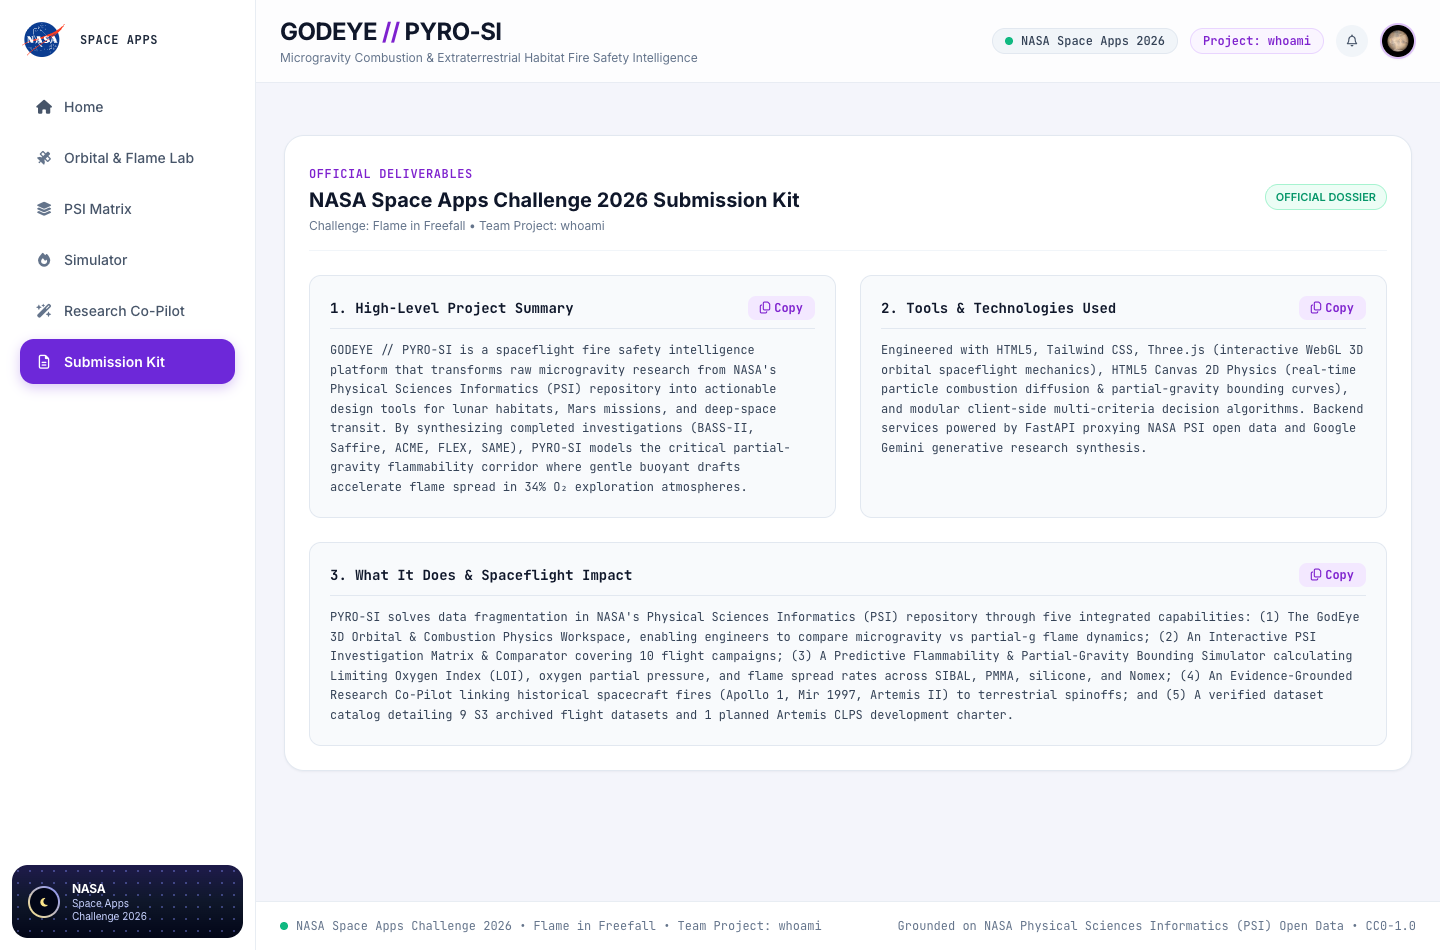 NASA
SPACE APPS
Home
Orbital & Flame Lab
PSI Matrix
Simulator
Research Co-Pilot
Submission Kit
NASA
Space Apps
Challenge 2026
GODEYE // PYRO-SI
Microgravity Combustion & Extraterrestrial Habitat Fire Safety Intelligence
NASA Space Apps 2026
Project: whoami
OFFICIAL DELIVERABLES
NASA Space Apps Challenge 2026 Submission Kit
Challenge: Flame in Freefall • Team Project: whoami
OFFICIAL DOSSIER
1. High-Level Project Summary
Copy
GODEYE // PYRO-SI is a spaceflight fire safety intelligence
platform that transforms raw microgravity research from NASA's
Physical Sciences Informatics (PSI) repository into actionable
design tools for lunar habitats, Mars missions, and deep-space
transit. By synthesizing completed investigations (BASS-II,
Saffire, ACME, FLEX, SAME), PYRO-SI models the critical partial-
gravity flammability corridor where gentle buoyant drafts
accelerate flame spread in 34% O₂ exploration atmospheres.
2. Tools & Technologies Used
Copy
Engineered with HTML5, Tailwind CSS, Three.js (interactive WebGL 3D
orbital spaceflight mechanics), HTML5 Canvas 2D Physics (real-time
particle combustion diffusion & partial-gravity bounding curves),
and modular client-side multi-criteria decision algorithms. Backend
services powered by FastAPI proxying NASA PSI open data and Google
Gemini generative research synthesis.
3. What It Does & Spaceflight Impact
Copy
PYRO-SI solves data fragmentation in NASA's Physical Sciences Informatics (PSI) repository through five integrated capabilities: (1) The GodEye
3D Orbital & Combustion Physics Workspace, enabling engineers to compare microgravity vs partial-g flame dynamics; (2) An Interactive PSI
Investigation Matrix & Comparator covering 10 flight campaigns; (3) A Predictive Flammability & Partial-Gravity Bounding Simulator calculating
Limiting Oxygen Index (LOI), oxygen partial pressure, and flame spread rates across SIBAL, PMMA, silicone, and Nomex; (4) An Evidence-Grounded
Research Co-Pilot linking historical spacecraft fires (Apollo 1, Mir 1997, Artemis II) to terrestrial spinoffs; and (5) A verified dataset
catalog detailing 9 S3 archived flight datasets and 1 planned Artemis CLPS development charter.
NASA Space Apps Challenge 2026 • Flame in Freefall • Team Project: whoami
Grounded on NASA Physical Sciences Informatics (PSI) Open Data • CC0-1.0